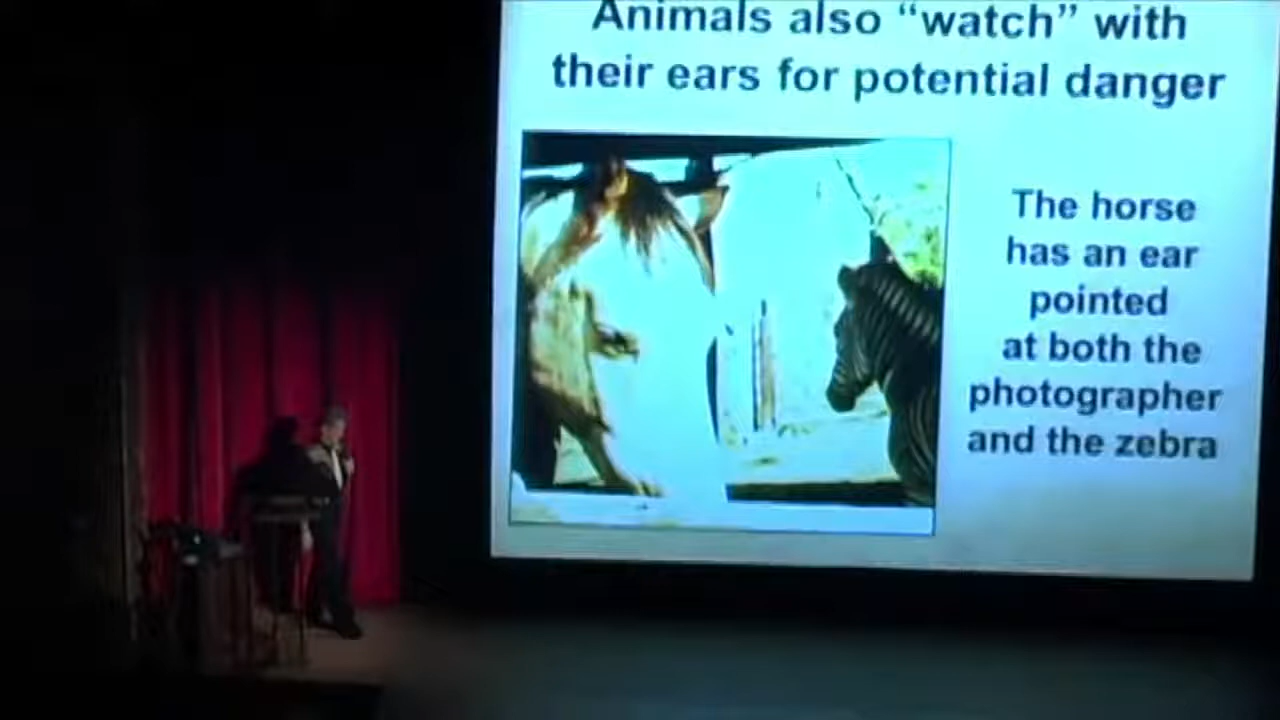 Animals also “watch” with
their ears for potential danger
The horse
has an ear
pointed
at both the
photographer
and the zebra